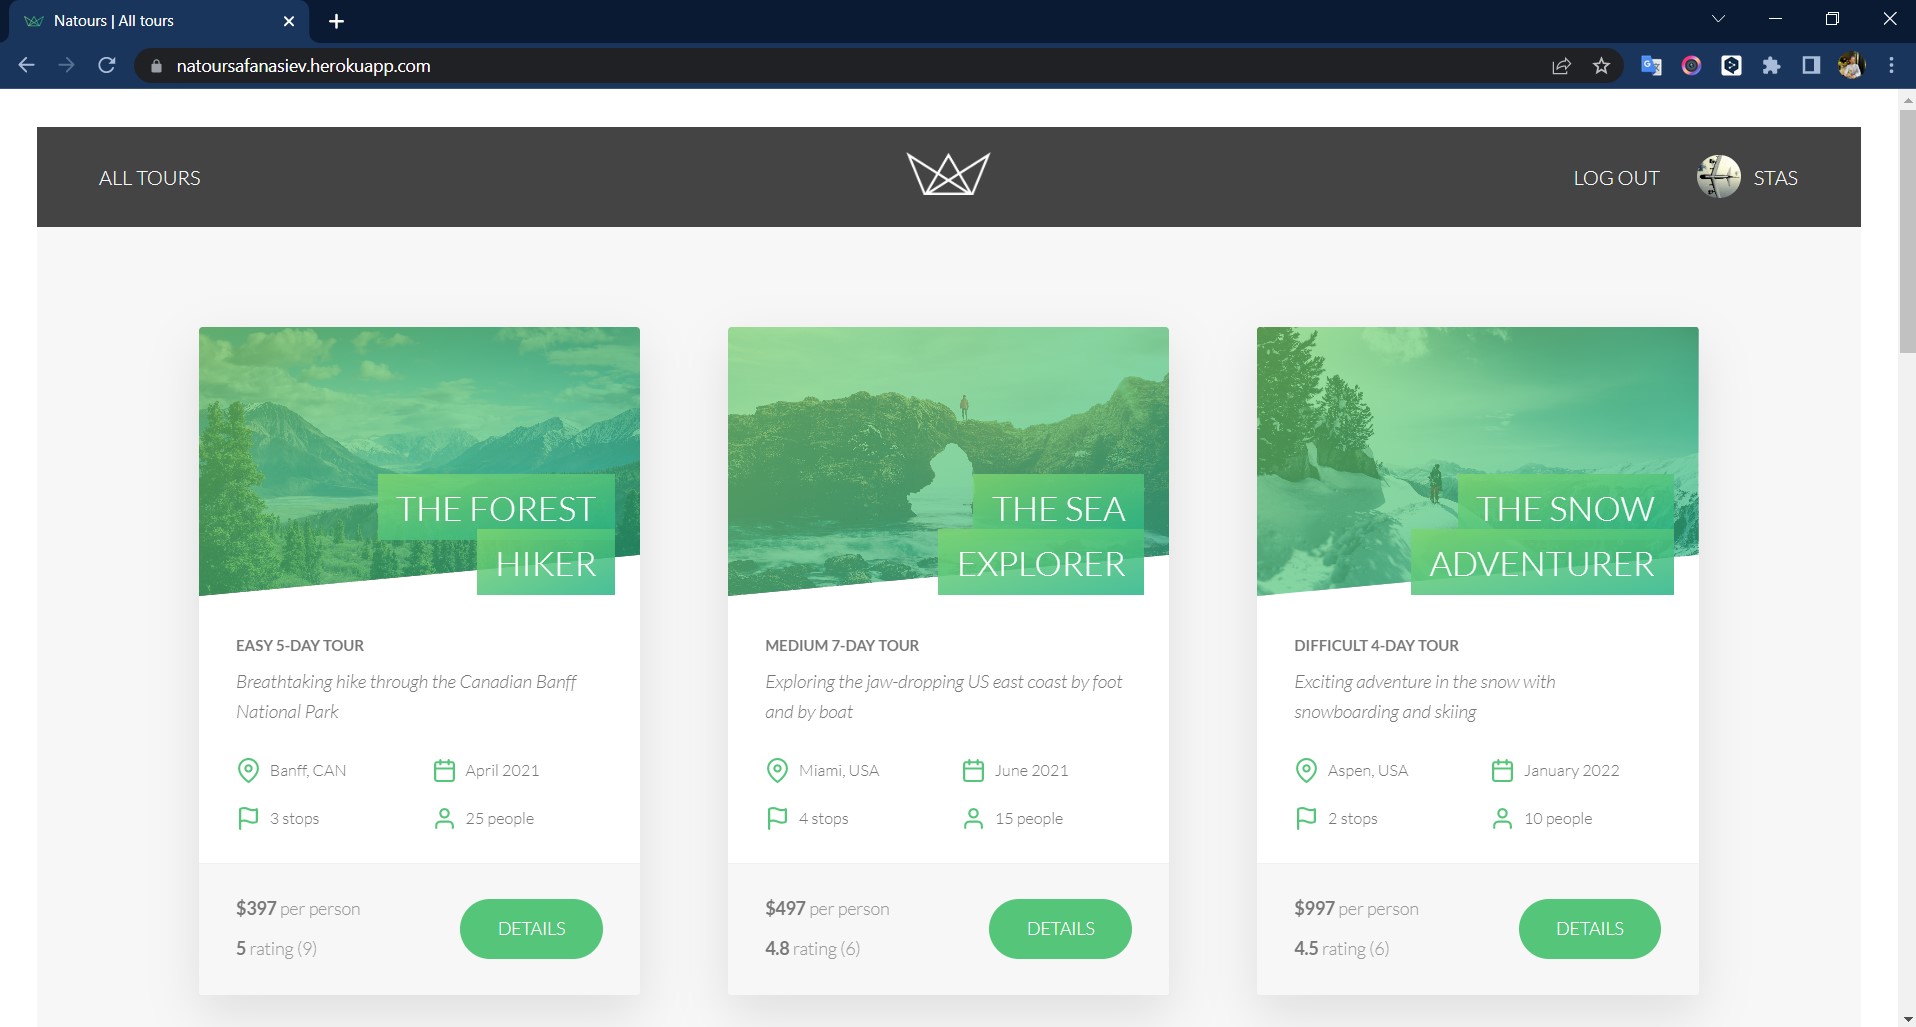 Natours | All tours
natoursafanasiev.herokuapp.com
ALL TOURS
LOG OUT
STAS
THE FOREST
HIKER
EASY 5-DAY TOUR
Breathtaking hike through the Canadian Banff
National Park
Banff, CAN
April 2021
3 stops
25 people
$397 per person
5 rating (9)
DETAILS
THE SEA
EXPLORER
MEDIUM 7-DAY TOUR
Exploring the jaw-dropping US east coast by foot
and by boat
Miami, USA
June 2021
4 stops
15 people
$497 per person
4.8 rating (6)
DETAILS
THE SNOW
ADVENTURER
DIFFICULT 4-DAY TOUR
Exciting adventure in the snow with
snowboarding and skiing
Aspen, USA
January 2022
2 stops
10 people
$997 per person
4.5 rating (6)
DETAILS